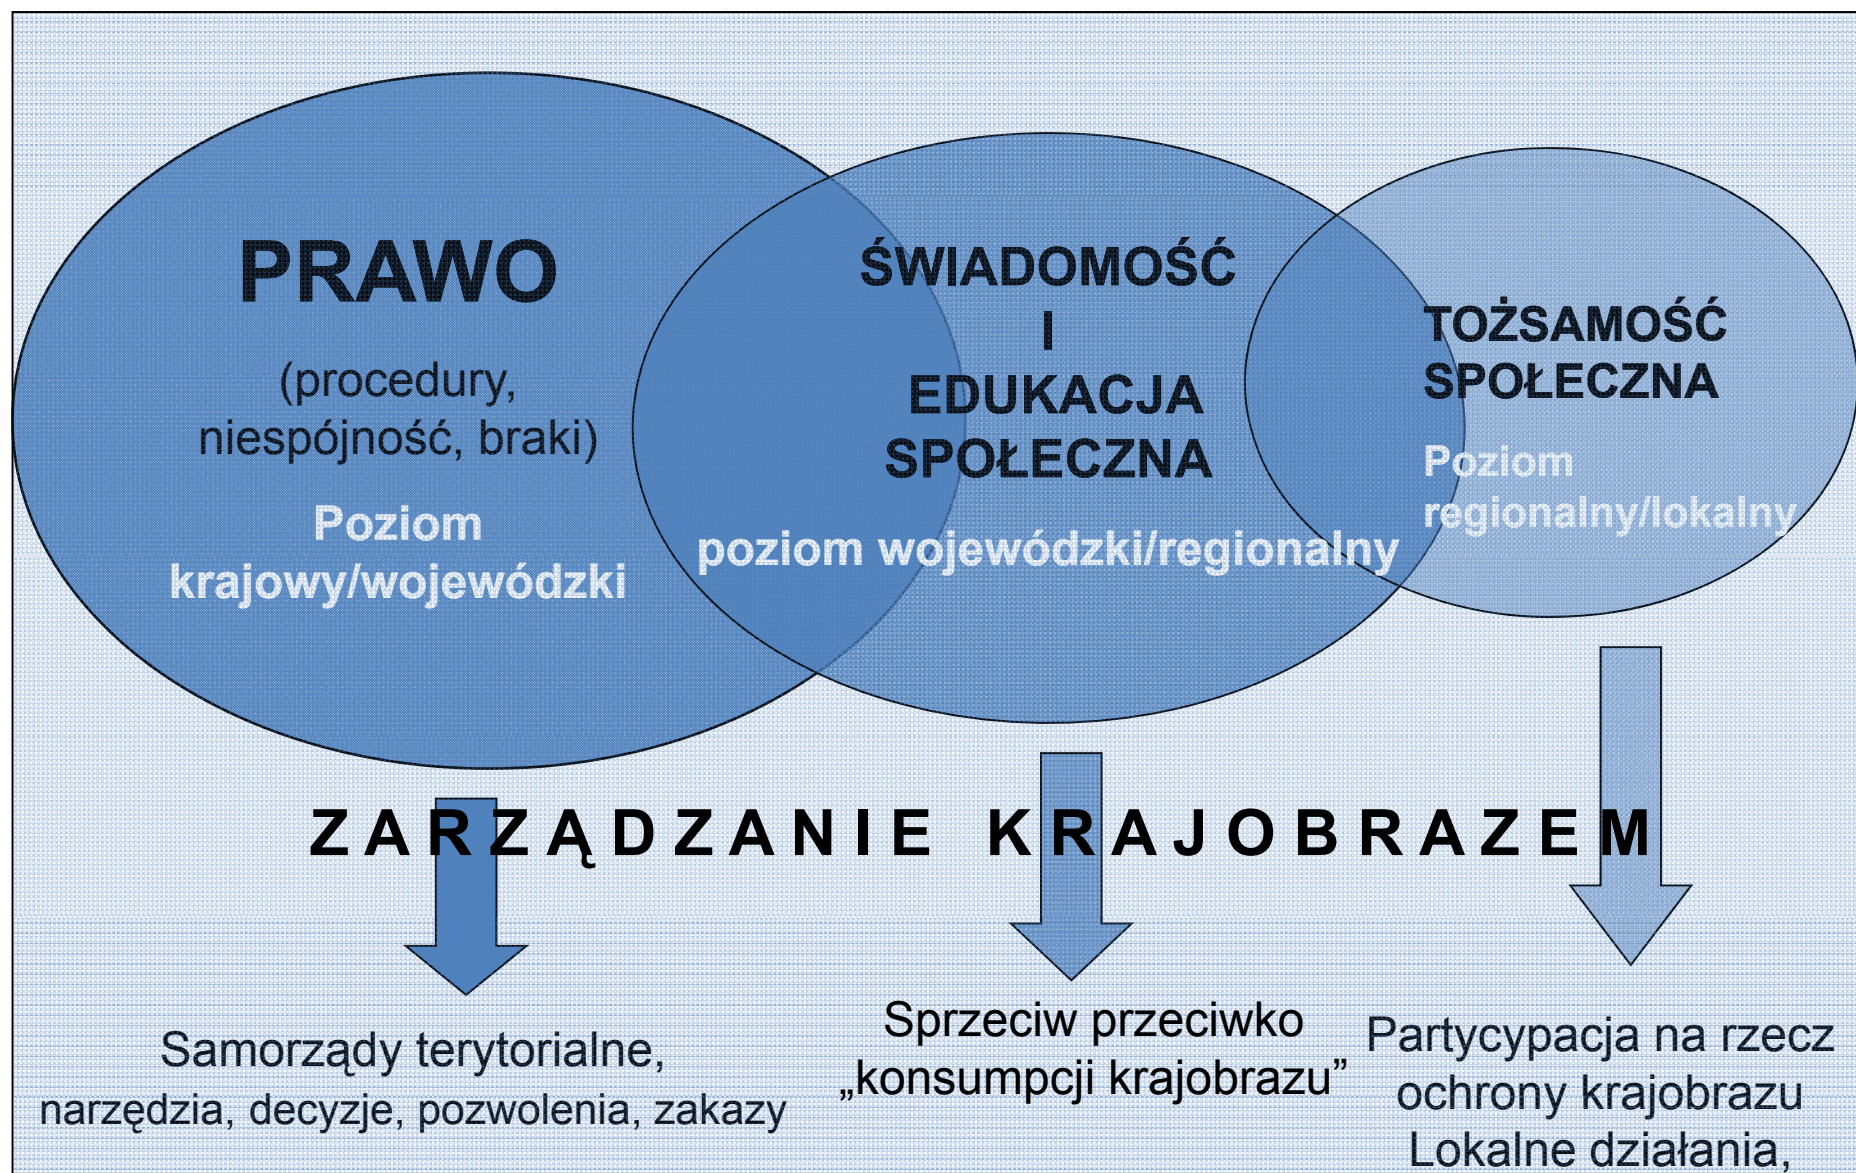 PRAWO
(procedury,
niespójność, braki)
Poziom
krajowy/wojewódzki
ŚWIADOMOŚĆ
I
EDUKACJA
SPOŁECZNA
poziom wojewódzki/regionalny
TOŻSAMOŚĆ
SPOŁECZNA
Poziom
regionalny/lokalny
ZARZĄDZANIE KRAJOBRAZEM
Samorządy terytorialne,
narzędzia, decyzje, pozwolenia, zakazy
Sprzeciw przeciwko
„konsumpcji krajobrazu”
Partycypacja na rzecz
ochrony krajobrazu
Lokalne działania,